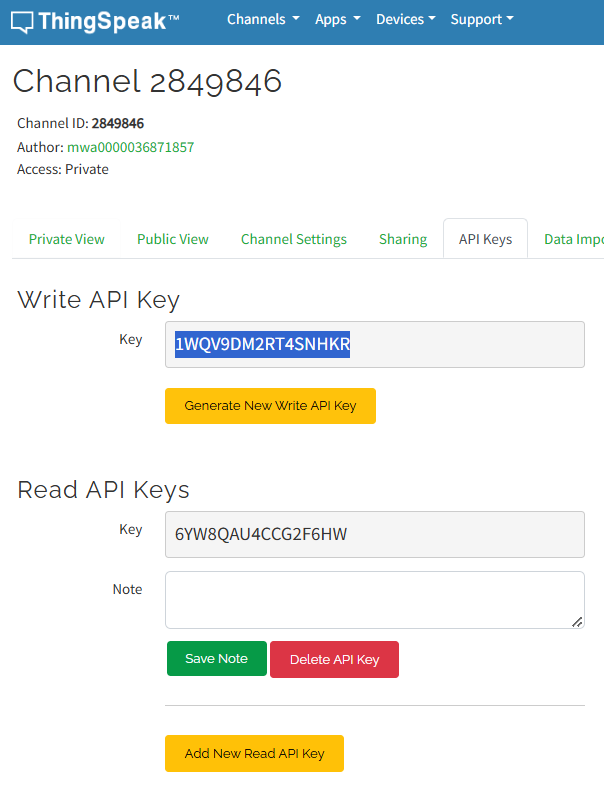 ThingSpeak™ Channels Apps Devices Support
Channel 2849846
Channel ID: 2849846
Author: mwa0000036871857
Access: Private
Private View Public View Channel Settings Sharing API Keys Data Impo
Write API Key
Key 1WQV9DM2RT4SNHKR
Generate New Write API Key
Read API Keys
Key 6YW8QAU4CCG2F6HW
Note
Save Note Delete API Key
Add New Read API Key